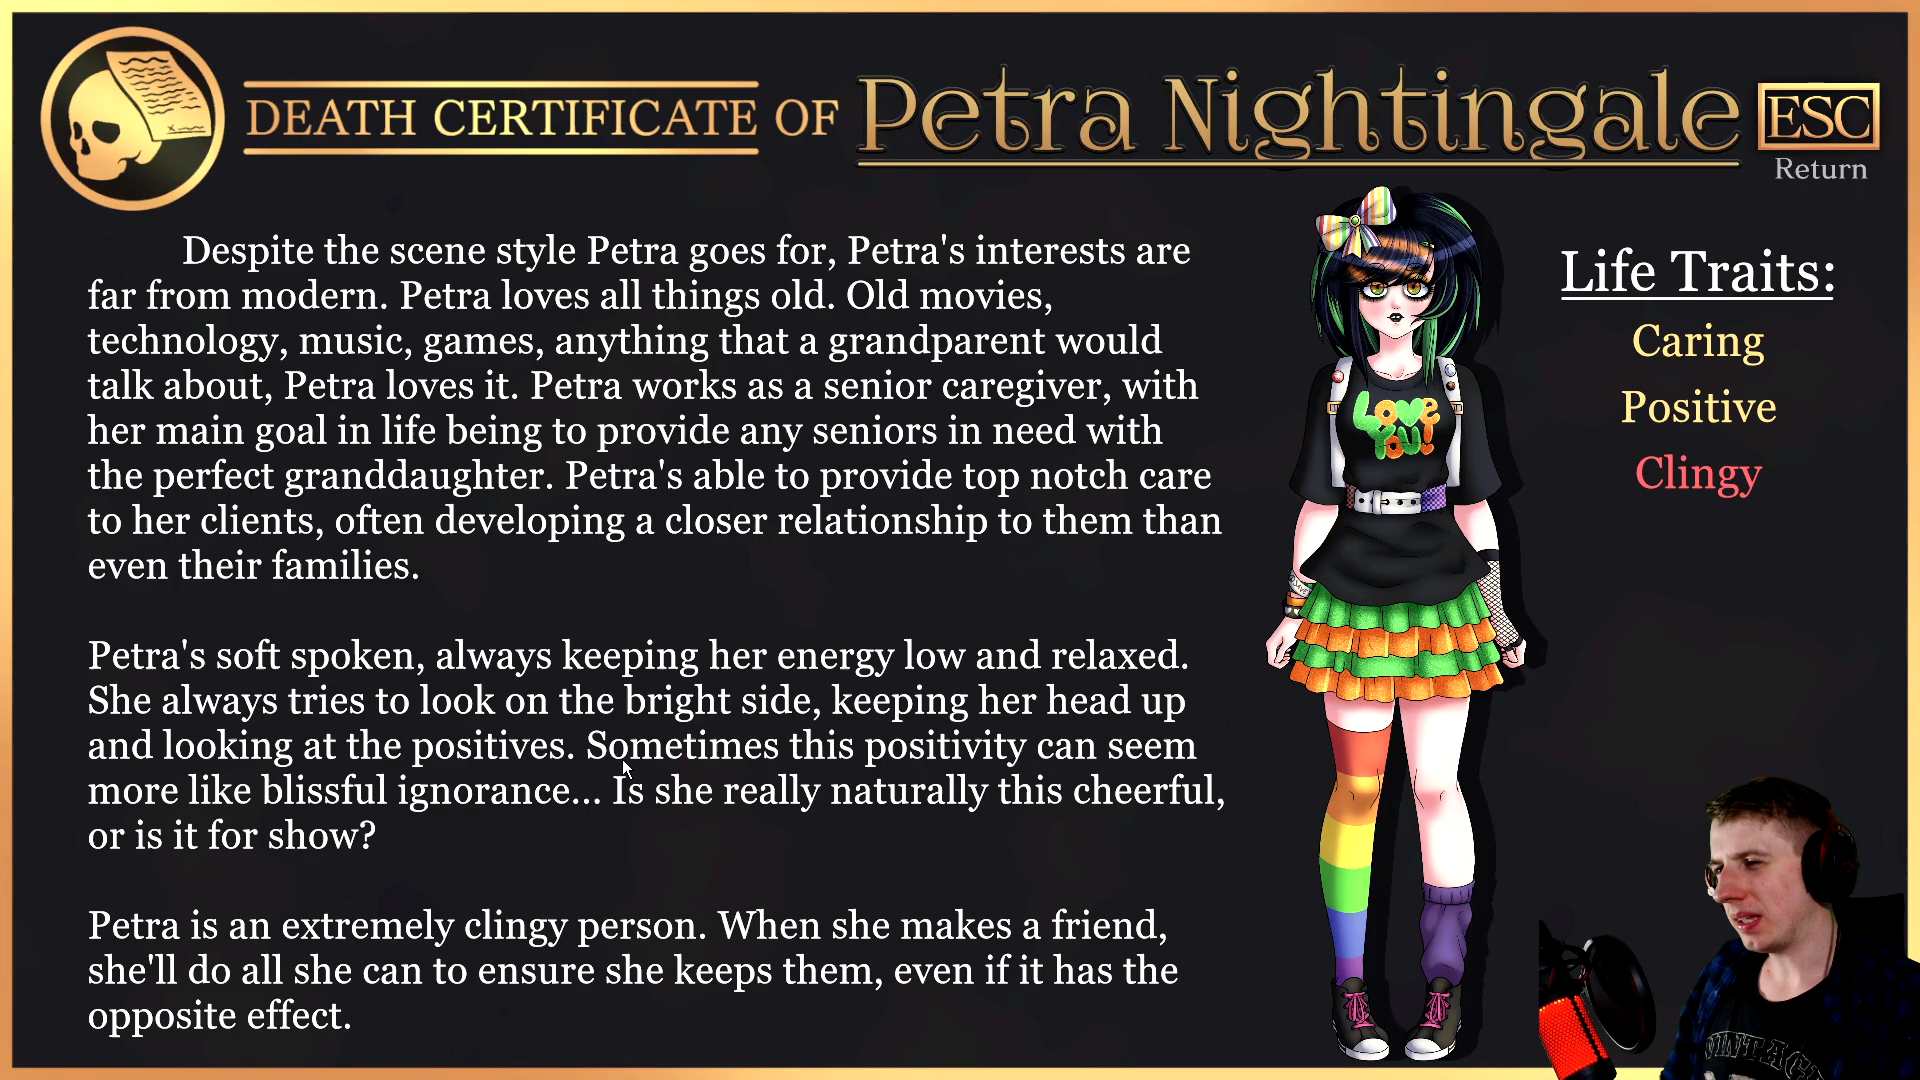 DEATH CERTIFICATE OF Petra Nightingale
ESC
Return
Despite the scene style Petra goes for, Petra's interests are
far from modern. Petra loves all things old. Old movies,
technology, music, games, anything that a grandparent would
talk about, Petra loves it. Petra works as a senior caregiver, with
her main goal in life being to provide any seniors in need with
the perfect granddaughter. Petra's able to provide top notch care
to her clients, often developing a closer relationship to them than
even their families.
Petra's soft spoken, always keeping her energy low and relaxed.
She always tries to look on the bright side, keeping her head up
and looking at the positives. Sometimes this positivity can seem
more like blissful ignorance... Is she really naturally this cheerful,
or is it for show?
Petra is an extremely clingy person. When she makes a friend,
she'll do all she can to ensure she keeps them, even if it has the
opposite effect.
LOVE
YOU!
Life Traits:
Caring
Positive
Clingy
VINTAGE